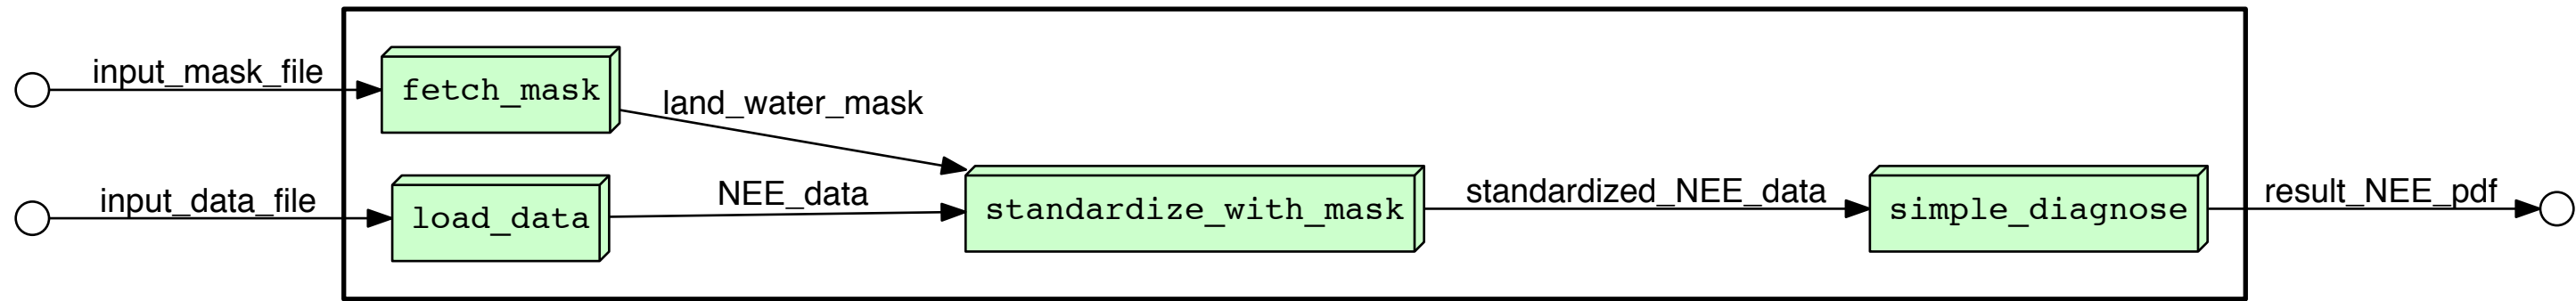 input_mask_file
fetch_mask
land_water_mask
input_data_file
load_data
NEE_data
standardize_with_mask
standardized_NEE_data
simple_diagnose
result_NEE_pdf